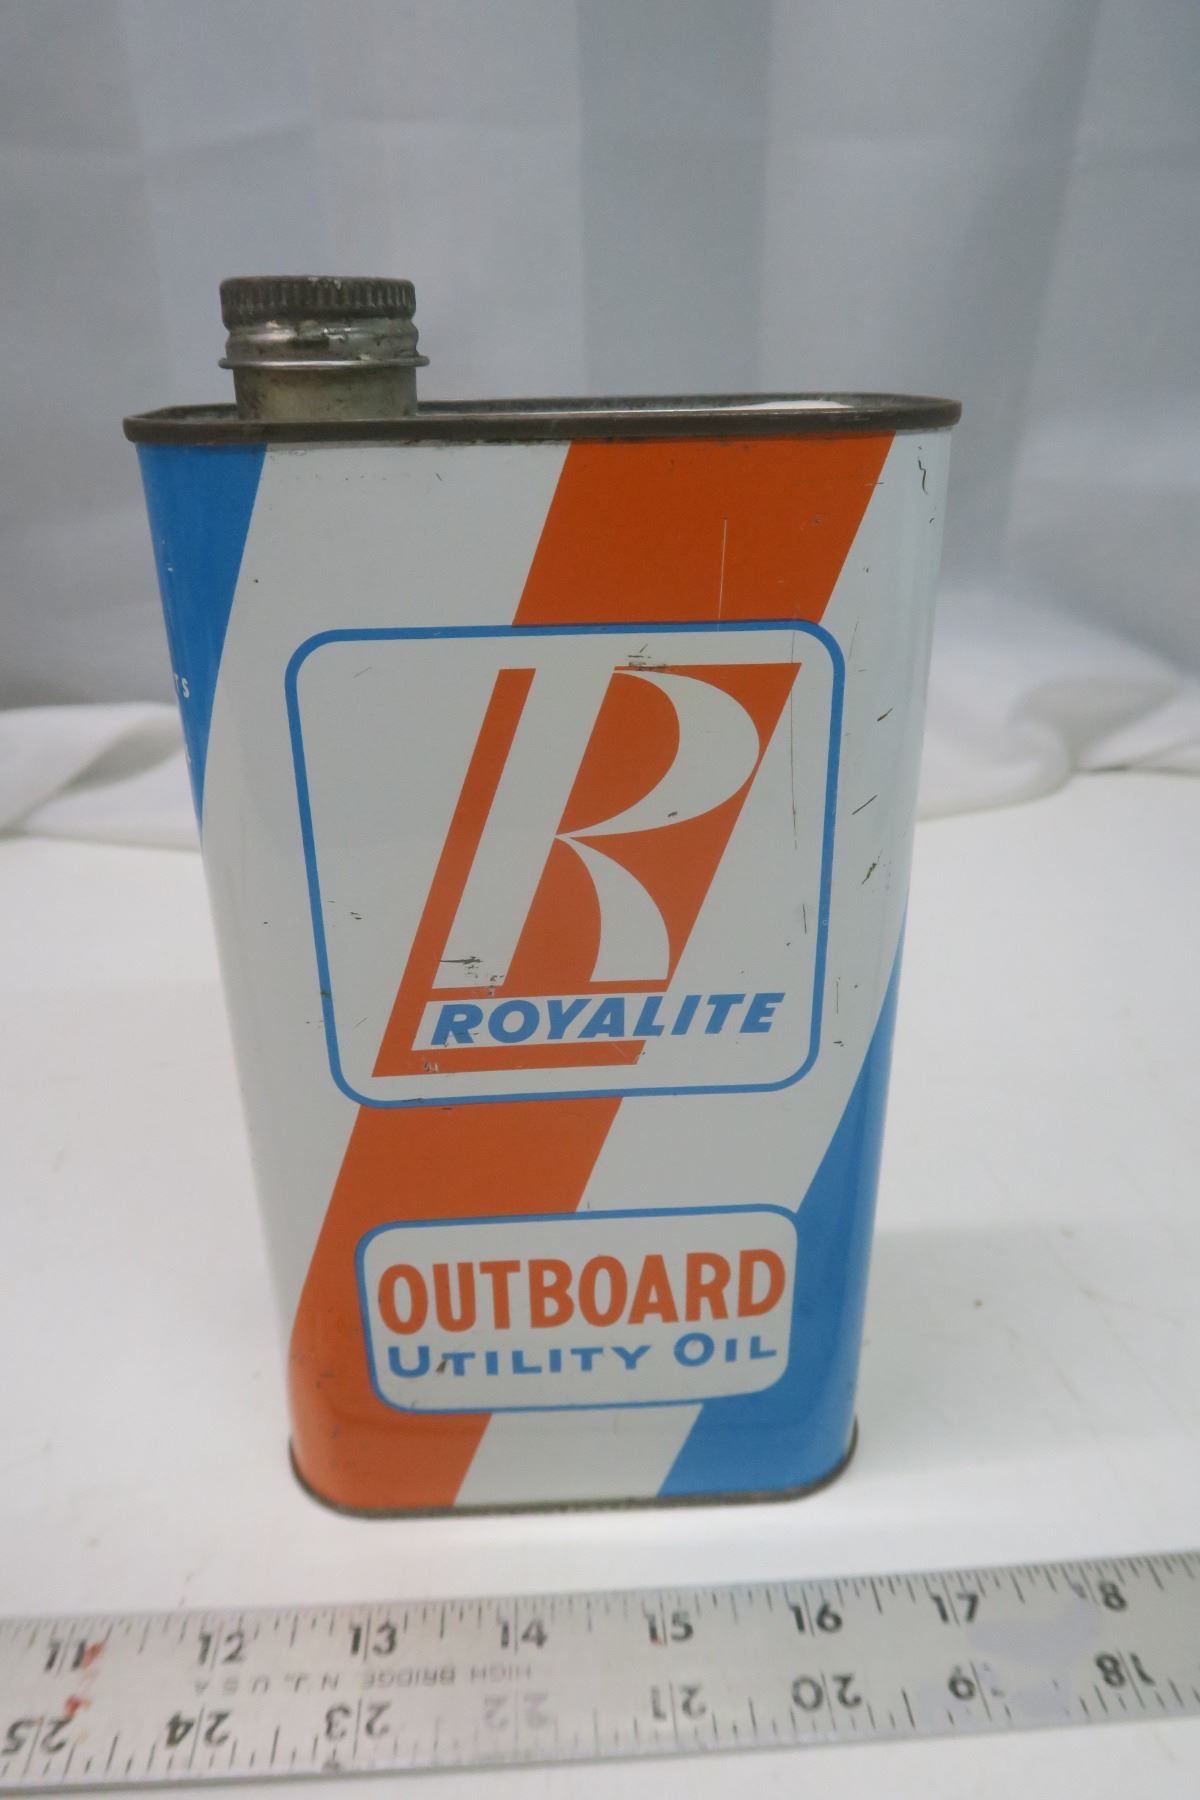 R
ROYALITE
OUTBOARD
UTILITY OIL
11 12 13 14 15 16 17 18
HIGH BRIDGE N.J. U.S.A
25 24 23 22 21 20 19 18